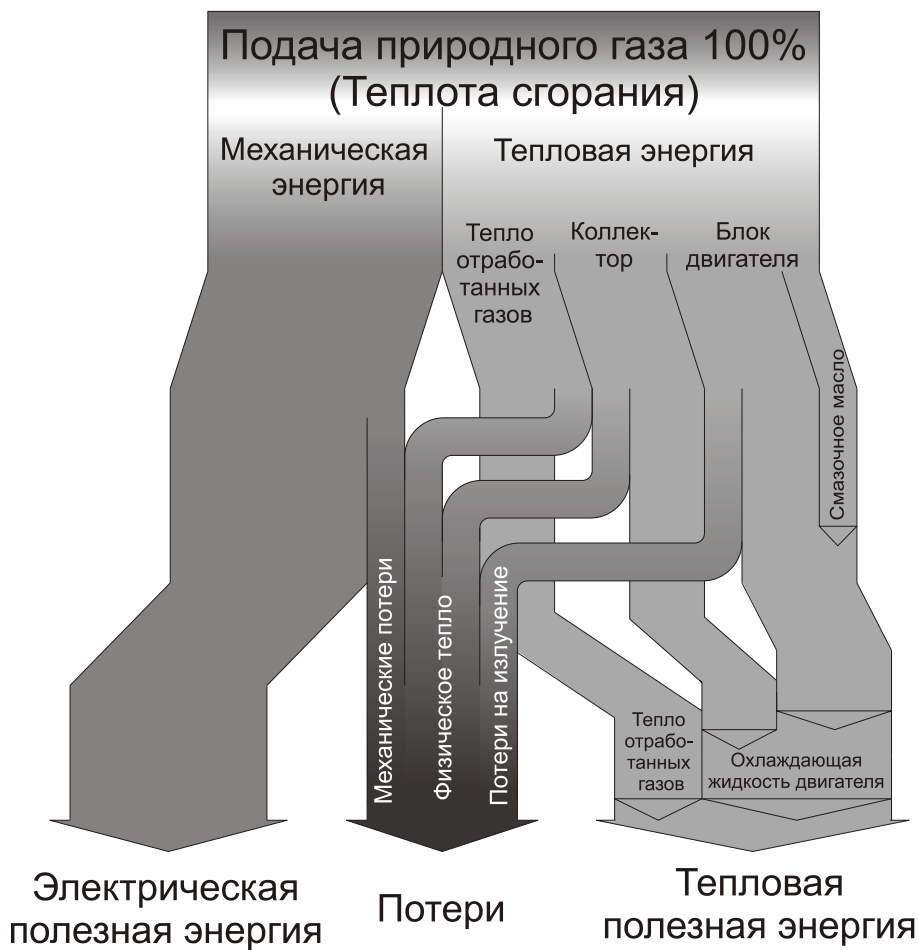 Подача природного газа 100%
(Теплота сгорания)
Механическая
энергия
Тепловая энергия
Тепло
отрабо-
танных
газов
Коллек-
тор
Блок
двигателя
Смазочное масло
Механические потери
Физическое тепло
Потери на излучение
Тепло
отрабо-
танных
газов
Охлаждающая
жидкость двигателя
Электрическая
полезная энергия
Потери
Тепловая
полезная энергия